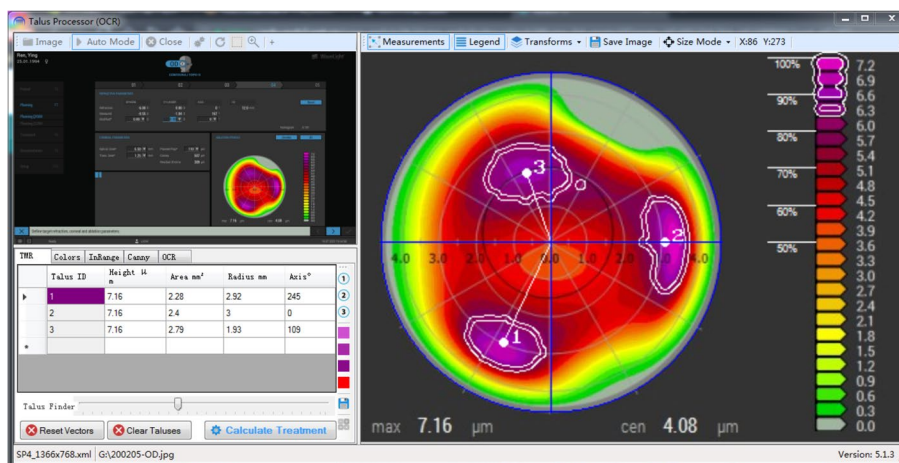 Talus Processor (OCR)
Image Auto Mode Close
Measurements Legend Transforms Save Image Size Mode X:86 Y:273
TMR Colors InRange Canny OCR
Talus ID Height μm Area mm² Radius mm Axis°
1 7.16 2.28 2.92 245
2 7.16 2.4 3 0
3 7.16 2.79 1.93 109
1
2
3
Talus Finder
Reset Vectors Clear Taluses Calculate Treatment
SP4_1366x768.xml G:\200205-OD.jpg
Version: 5.1.3
3
2
1
4.0 3.0 2.0 1.0 0.0 1.0 2.0 3.0 4.0
max 7.16 μm cen 4.08 μm
100%
90%
80%
70%
60%
50%
7.2
6.9
6.6
6.3
6.0
5.7
5.4
5.1
4.8
4.5
4.2
3.9
3.6
3.3
3.0
2.7
2.4
2.1
1.8
1.5
1.2
0.9
0.6
0.3
0.0